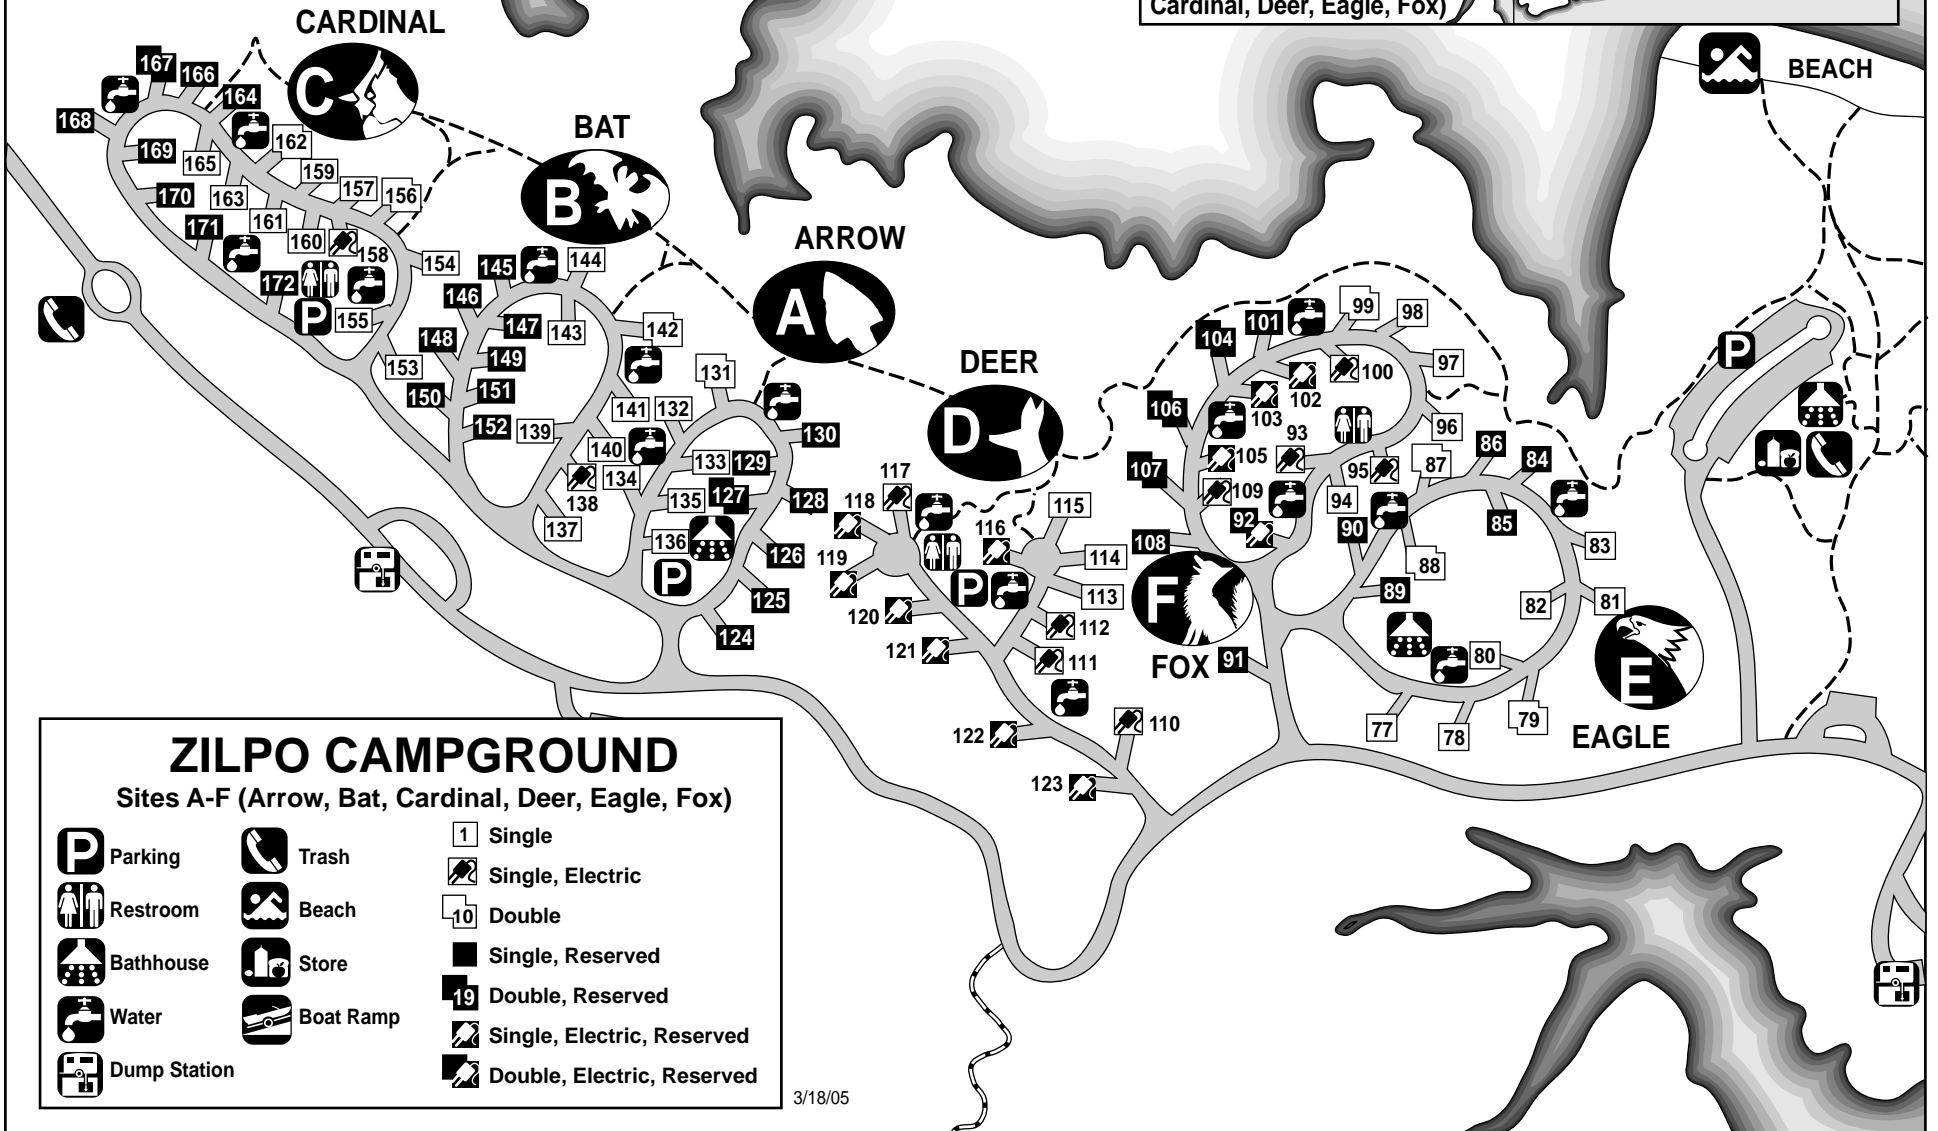 Cardinal, Deer, Eagle, Fox)
CARDINAL
C
BAT
B
ARROW
A
DEER
D
FOX
F
EAGLE
E
BEACH
167
166
164
168
162
169
165
159
170
163
157
156
171
161
160
158
154
172
155
153
145
144
146
147
143
142
148
149
150
151
152
139
141
132
131
140
133
129
130
134
135
127
128
138
137
136
126
125
124
P
P
117
118
116
115
119
114
113
120
112
121
111
122
110
123
P
104
101
99
98
100
97
102
103
106
96
93
105
95
87
86
84
107
109
94
92
90
85
108
88
83
89
82
81
91
80
77
78
79
P
ZILPO CAMPGROUND
Sites A-F (Arrow, Bat, Cardinal, Deer, Eagle, Fox)
P Parking
Restroom
Bathhouse
Water
Dump Station
Trash
Beach
Store
Boat Ramp
1 Single
Single, Electric
10 Double
Single, Reserved
19 Double, Reserved
Single, Electric, Reserved
Double, Electric, Reserved
3/18/05